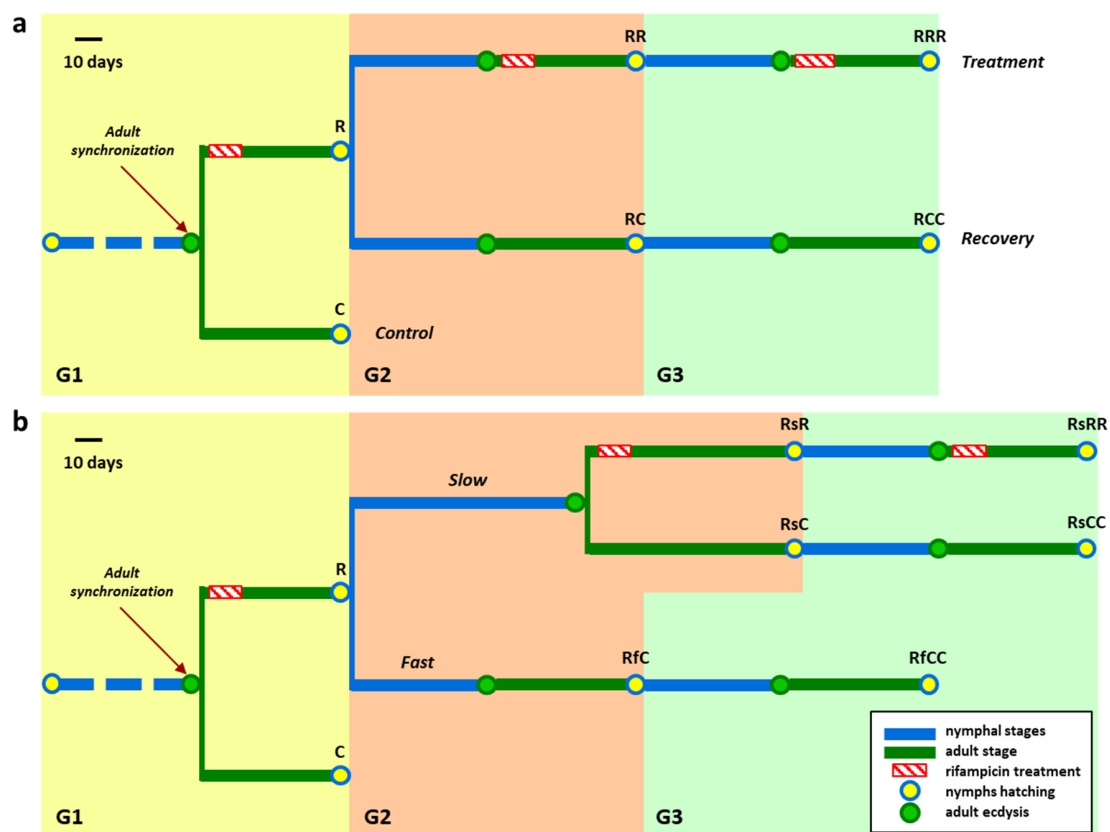 a
10 days
Adult
synchronization
R
C
Control
RR
RRR
Treatment
RC
RCC
Recovery
G1
G2
G3
b
10 days
Adult
synchronization
R
C
Slow
Fast
RsR
RsRR
RsC
RsCC
RfC
RfCC
G1
G2
G3
nymphal stages
adult stage
rifampicin treatment
nymphs hatching
adult ecdysis